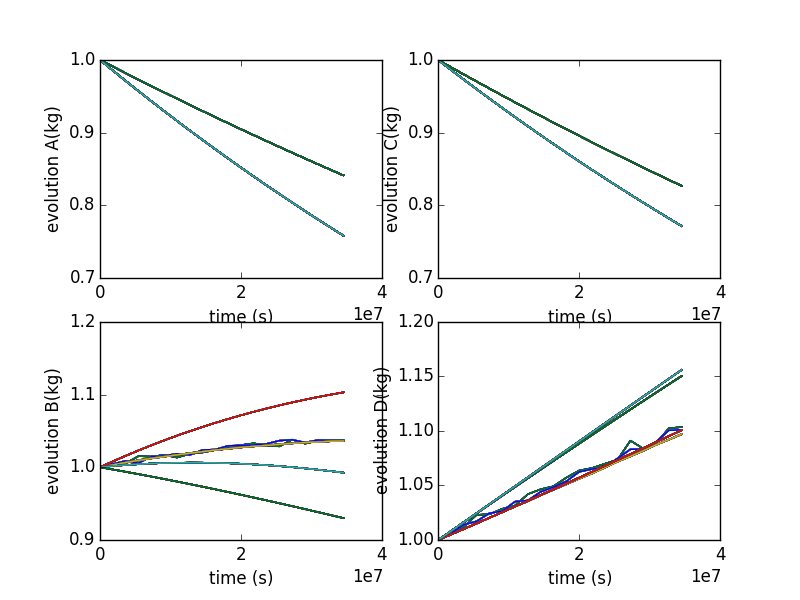 evolution A(kg)
1.0
0.9
0.8
0.7
0
2
4
1e7
time (s)
evolution C(kg)
1.0
0.9
0.8
0.7
0
2
4
1e7
time (s)
evolution B(kg)
1.2
1.1
1.0
0.9
0
2
4
1e7
time (s)
evolution D(kg)
1.20
1.15
1.10
1.05
1.00
0
2
4
1e7
time (s)